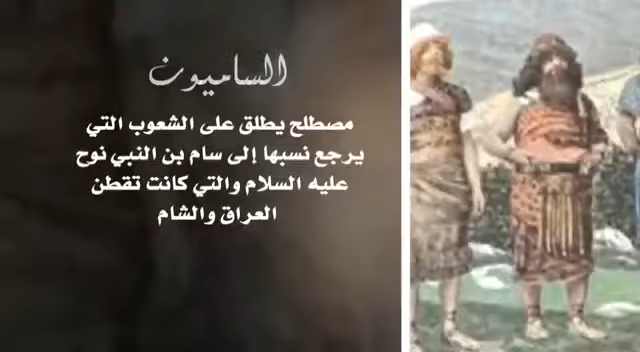 الساميون
مصطلح يطلق على الشعوب التي
يرجع نسبها إلى سام بن النبي نوح
عليه السلام والتي كانت تقطن
العراق والشام